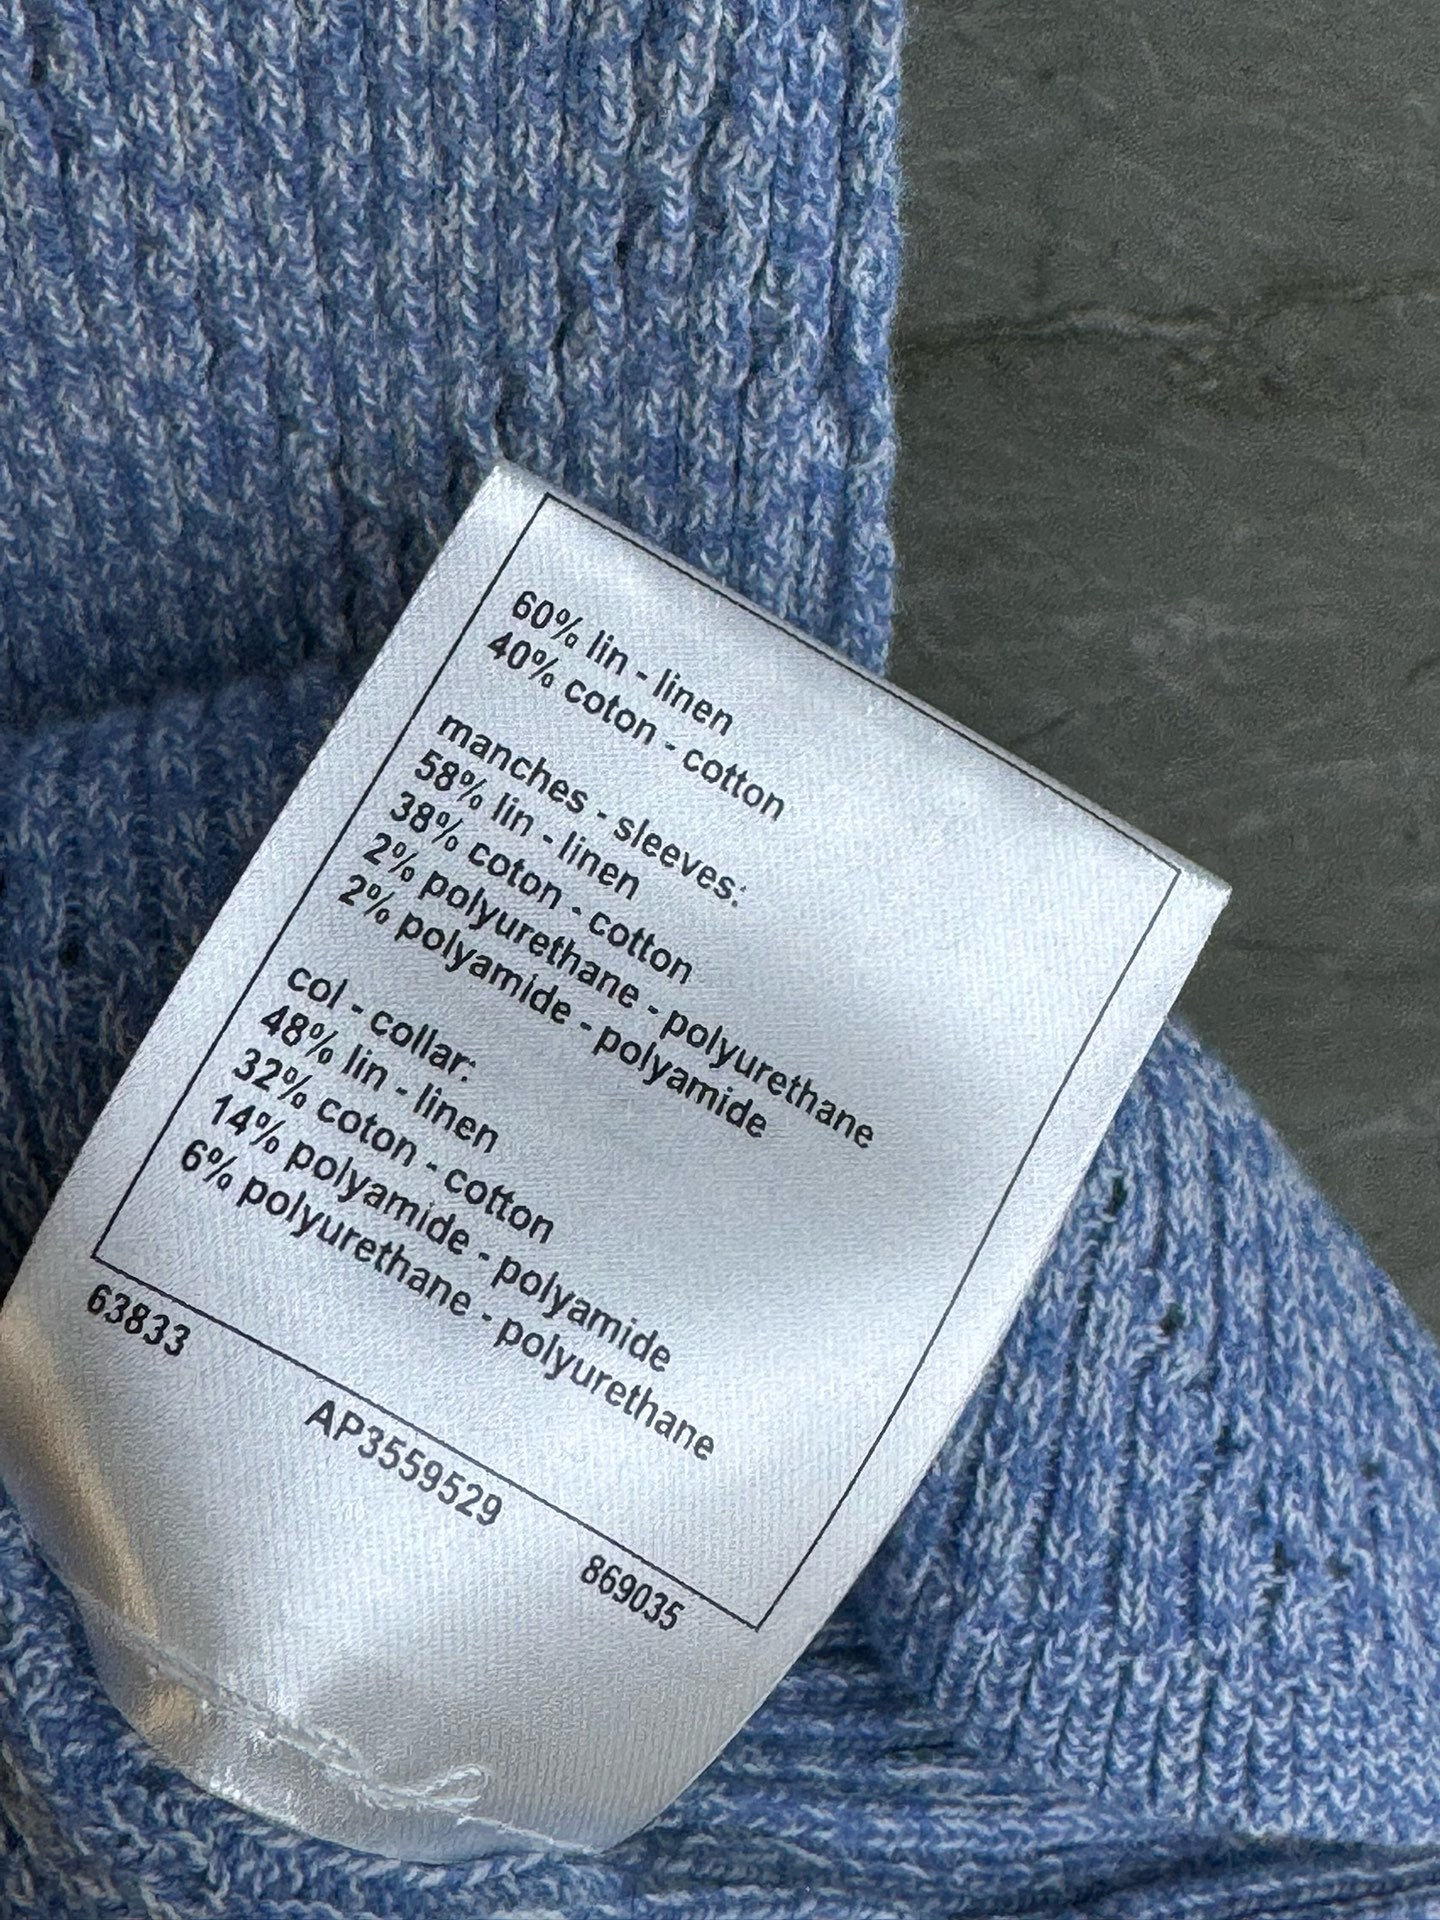 60% lin - linen
40% coton - cotton
manches - sleeves:
58% lin - linen
38% coton - cotton
2% polyurethane - polyurethane
2% polyamide - polyamide
col - collar:
48% lin - linen
32% coton - cotton
14% polyamide - polyamide
6% polyurethane - polyurethane
63833
AP3559529
869035